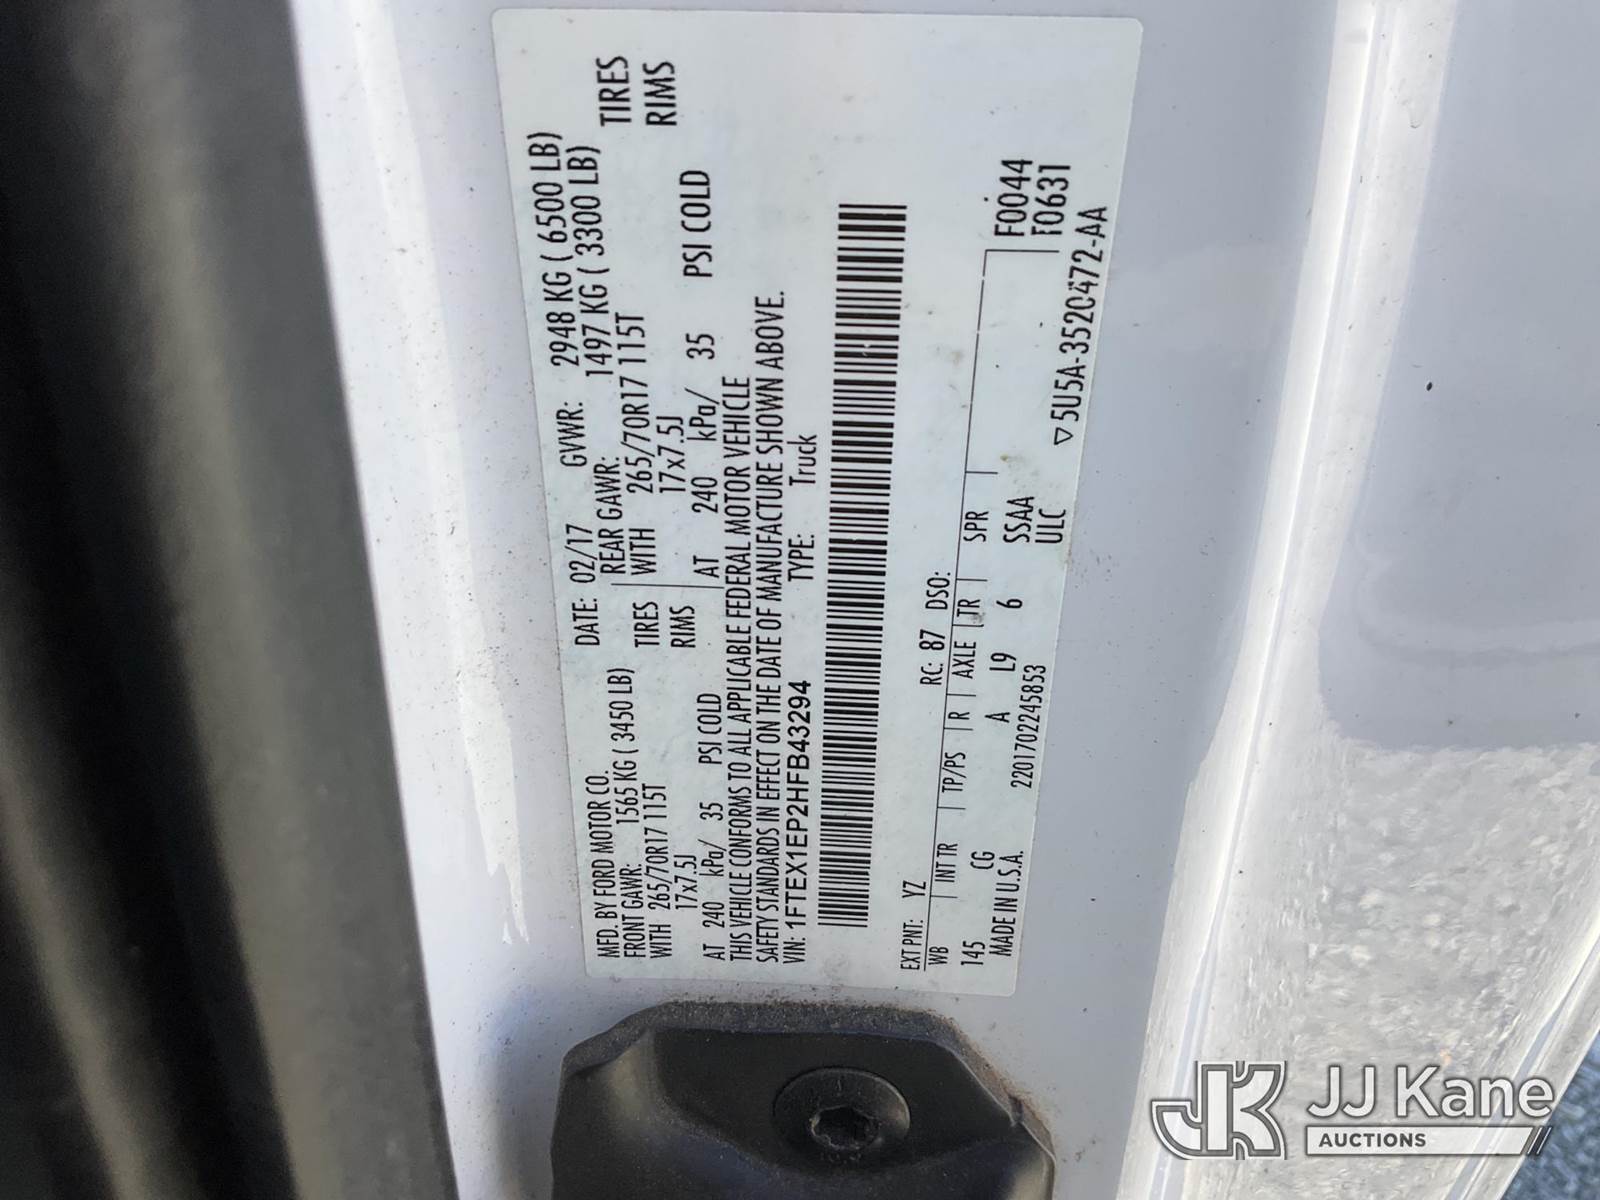 MFD. BY FORD MOTOR CO.
DATE: 02/17 GVWR: 2948 KG ( 6500 LB)
FRONT GAWR: 1565 KG ( 3450 LB) REAR GAWR: 1497 KG ( 3300 LB)
WITH 265/70R17 115T TIRES WITH 265/70R17 115T TIRES
17x7.5J RIMS 17x7.5J RIMS
AT 240 kPa/ 35 PSI COLD AT 240 kPa/ 35 PSI COLD
THIS VEHICLE CONFORMS TO ALL APPLICABLE FEDERAL MOTOR VEHICLE
SAFETY STANDARDS IN EFFECT ON THE DATE OF MANUFACTURE SHOWN ABOVE.
VIN: 1FTEX1EP2HFB43294 TYPE: Truck
EXT PNT: YZ RC: 87 DSO:
WB INT TR TP/PS R AXLE TR SPR F0044
145 CG A L9 6 SSAA T0631
MADE IN U.S.A. 2201702245853 ULC
▽5U5A-3520472-AA
JJ Kane
AUCTIONS